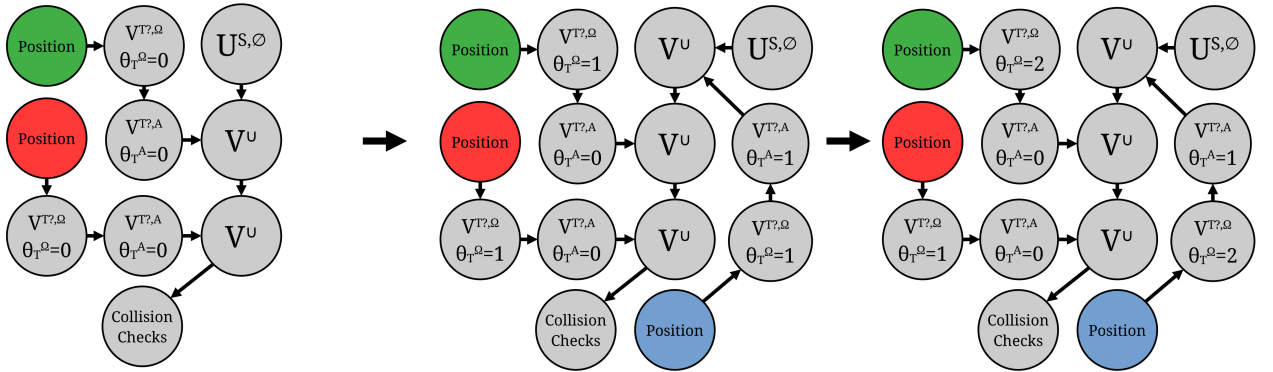 Position
V^T?,Ω
θ_T^Ω=0
U^S,∅
Position
V^T?,A
θ_T^A=0
V^∪
V^T?,Ω
θ_T^Ω=0
V^T?,A
θ_T^A=0
V^∪
Collision
Checks
Position
V^T?,Ω
θ_T^Ω=1
V^∪
U^S,∅
Position
V^T?,A
θ_T^A=0
V^∪
V^T?,A
θ_T^A=1
V^T?,Ω
θ_T^Ω=1
V^T?,A
θ_T^A=0
V^∪
V^T?,Ω
θ_T^Ω=1
Collision
Checks
Position
Position
V^T?,Ω
θ_T^Ω=2
V^∪
U^S,∅
Position
V^T?,A
θ_T^A=0
V^∪
V^T?,A
θ_T^A=1
V^T?,Ω
θ_T^Ω=1
V^T?,A
θ_T^A=0
V^∪
V^T?,Ω
θ_T^Ω=2
Collision
Checks
Position